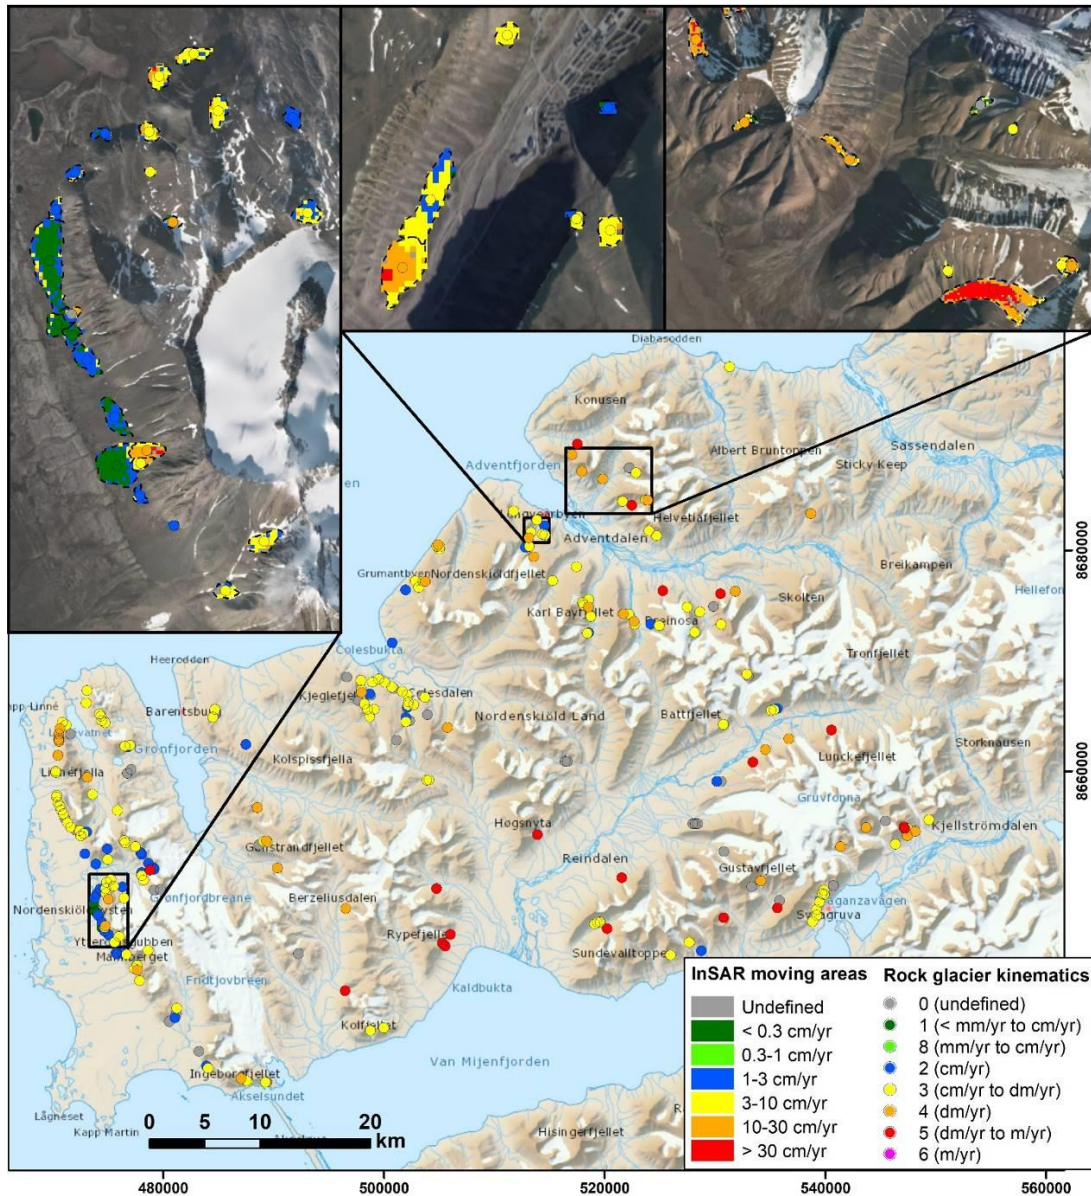 Diabasodden
Konusen
Sassendalen
Albert Bruntoppen
Adventfjorden
Sticky Keep
en
Longyearbyen
Helvetiafjellet
Adventdalen
8680000
Breikampen
Grumantbyen
Nordenskiöldfjellet
Hellefon
Skolten
Karl Bayfjellet
Breinosa
Colesbukta
Tronfjellet
Heerodden
Kjeglefjella
Colesdalen
Kapp Linné
Barentsburg
Nordenskiöld Land
Battfjellet
Linnévatnet
Grønfjorden
Storknausen
Kolspissfjella
Lunckefjellet
8660000
Linnéfjella
Gruvfonna
Høgsnyta
Kjellströmdalen
Reindalen
Gustavfjellet
Grønfjordbreane
Berzeliusdalen
Nordenskiöldkysten
Sveagruva
Rypefjellet
Sundevalltoppen
Fridtjovbreen
Kaldbukta
Kolfjellet
Van Mijenfjorden
Ingeborgfjellet
Akselsundet
Lågneset
Kapp Martin
Hisingerfjellet
0 5 10 20
km
InSAR moving areas
Undefined
< 0.3 cm/yr
0.3-1 cm/yr
1-3 cm/yr
3-10 cm/yr
10-30 cm/yr
> 30 cm/yr
Rock glacier kinematics
0 (undefined)
1 (< mm/yr to cm/yr)
8 (mm/yr to cm/yr)
2 (cm/yr)
3 (cm/yr to dm/yr)
4 (dm/yr)
5 (dm/yr to m/yr)
6 (m/yr)
480000 500000 520000 540000 560000